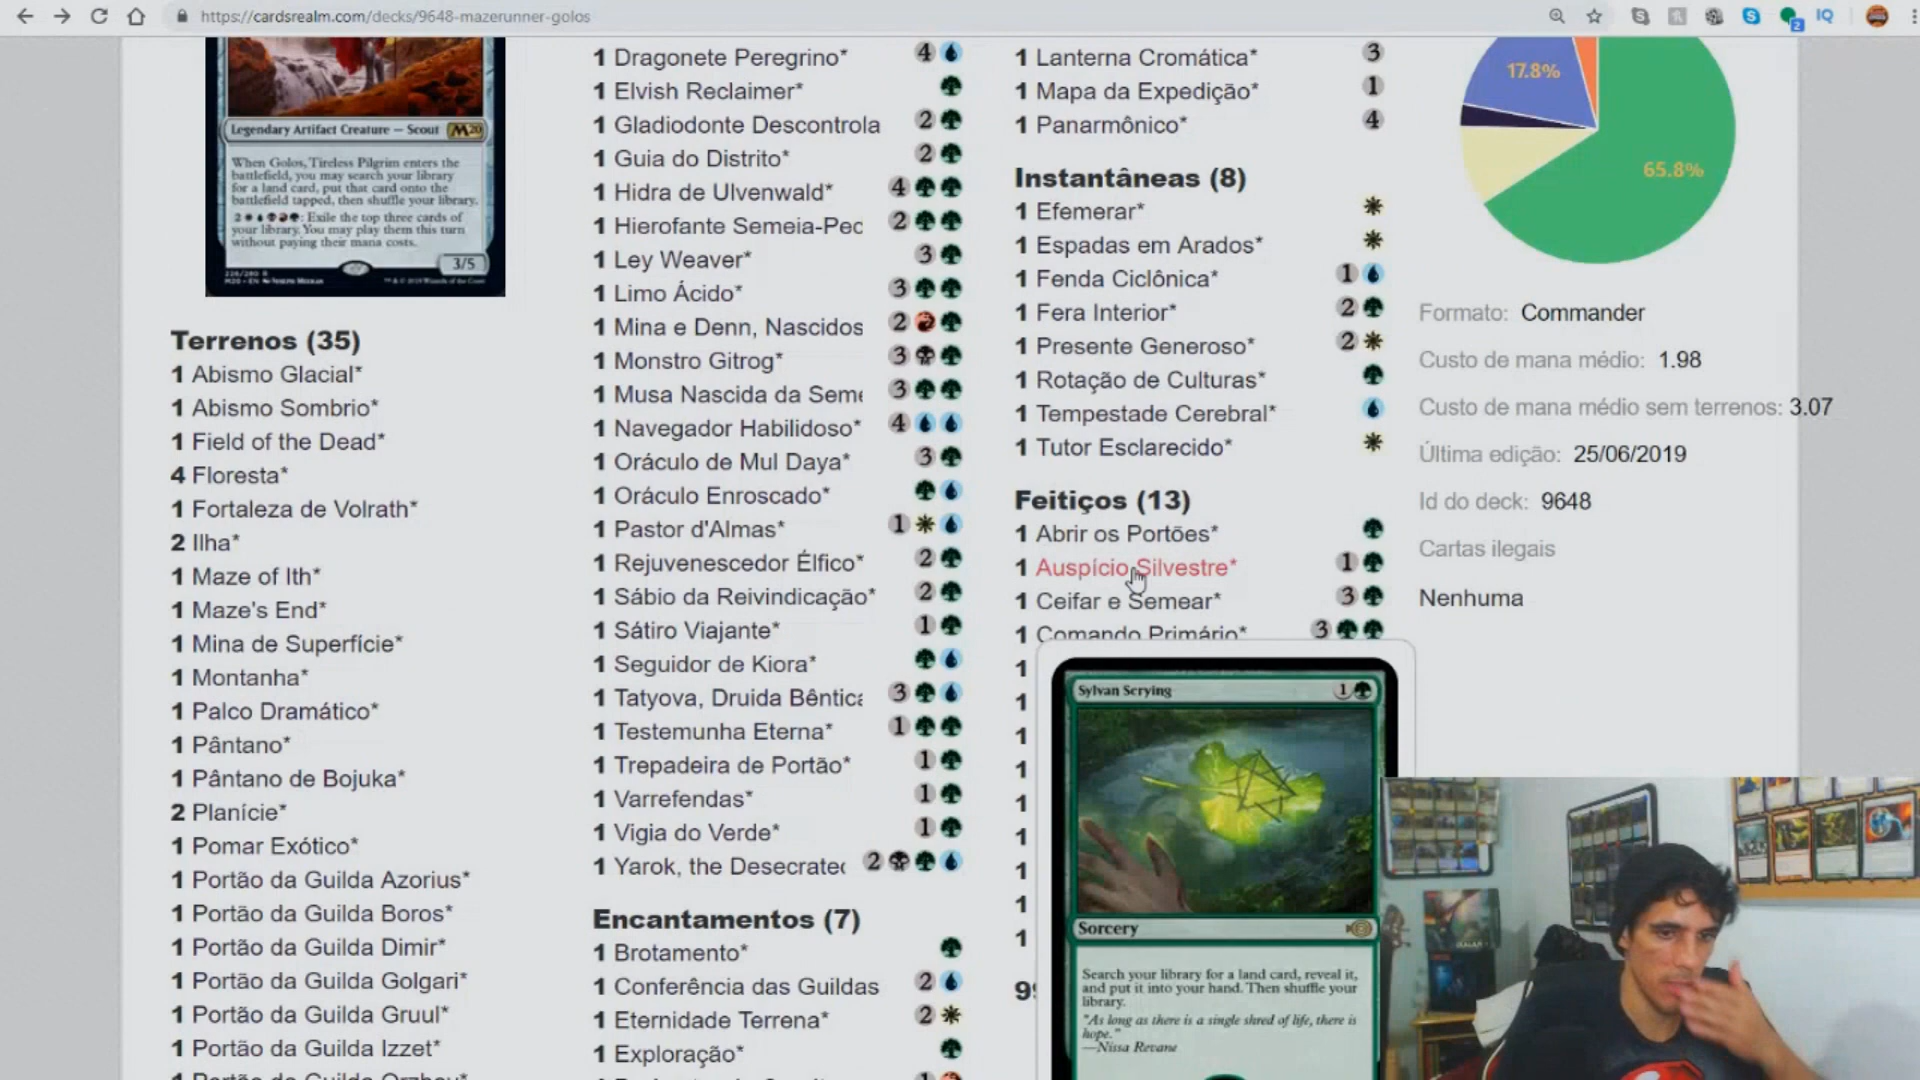 https://cardsrealm.com/decks/9648-mazerunner-golos
2
IQ
Legendary Artifact Creature — Scout M20
When Golos, Tireless Pilgrim enters the
battlefield, you may search your library
for a land card, put that card onto the
battlefield tapped, then shuffle your library.
2: Exile the top three cards of
your library. You may play them this turn
without paying their mana costs.
3/5
Terrenos (35)
1 Abismo Glacial*
1 Abismo Sombrio*
1 Field of the Dead*
4 Floresta*
1 Fortaleza de Volrath*
2 Ilha*
1 Maze of Ith*
1 Maze's End*
1 Mina de Superfície*
1 Montanha*
1 Palco Dramático*
1 Pântano*
1 Pântano de Bojuka*
2 Planície*
1 Pomar Exótico*
1 Portão da Guilda Azorius*
1 Portão da Guilda Boros*
1 Portão da Guilda Dimir*
1 Portão da Guilda Golgari*
1 Portão da Guilda Gruul*
1 Portão da Guilda Izzet*
1 Portão da Guilda Orzhov*
1 Dragonete Peregrino* 4
1 Elvish Reclaimer*
1 Gladiodonte Descontrola 2
1 Guia do Distrito* 2
1 Hidra de Ulvenwald* 4
1 Hierofante Semeia-Pec 2
1 Ley Weaver* 3
1 Limo Ácido* 3
1 Mina e Denn, Nascidos 2
1 Monstro Gitrog* 3
1 Musa Nascida da Seme 3
1 Navegador Habilidoso* 4
1 Oráculo de Mul Daya* 3
1 Oráculo Enroscado*
1 Pastor d'Almas* 1
1 Rejuvenescedor Élfico* 2
1 Sábio da Reivindicação* 2
1 Sátiro Viajante* 1
1 Seguidor de Kiora*
1 Tatyova, Druida Bêntica 3
1 Testemunha Eterna* 1
1 Trepadeira de Portão* 1
1 Varrefendas* 1
1 Vigia do Verde* 1
1 Yarok, the Desecrated 2
Encantamentos (7)
1 Brotamento*
1 Conferência das Guildas 2
1 Eternidade Terrena* 2
1 Exploração*
1 Lanterna Cromática* 3
1 Mapa da Expedição* 1
1 Panarmônico* 4
Instantâneas (8)
1 Efemerar*
1 Espadas em Arados*
1 Fenda Ciclônica* 1
1 Fera Interior* 2
1 Presente Generoso* 2
1 Rotação de Culturas*
1 Tempestade Cerebral*
1 Tutor Esclarecido*
Feitiços (13)
1 Abrir os Portões*
1 Auspício Silvestre* 1
1 Ceifar e Semear* 3
1 Comando Primário* 3
1
1
1
1
1
1
1
1
1
Sylvan Scrying 1
Sorcery
Search your library for a land card, reveal it,
and put it into your hand. Then shuffle your
library.
"As long as there is a single shred of life, there is
hope."
—Nissa Revane
17.8%
65.8%
Formato: Commander
Custo de mana médio: 1.98
Custo de mana médio sem terrenos: 3.07
Última edição: 25/06/2019
Id do deck: 9648
Cartas ilegais
Nenhuma